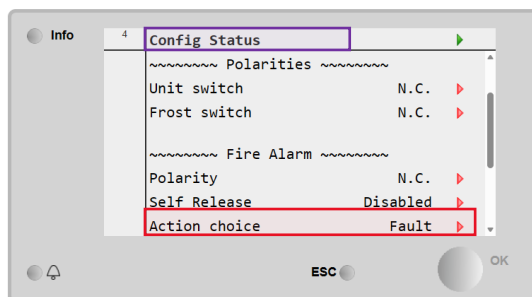 Info
4 Config Status
~~~~~~~~ Polarities ~~~~~~~~
Unit switch N.C.
Frost switch N.C.
~~~~~~~ Fire Alarm ~~~~~~~
Polarity N.C.
Self Release Disabled
Action choice Fault
ESC
OK